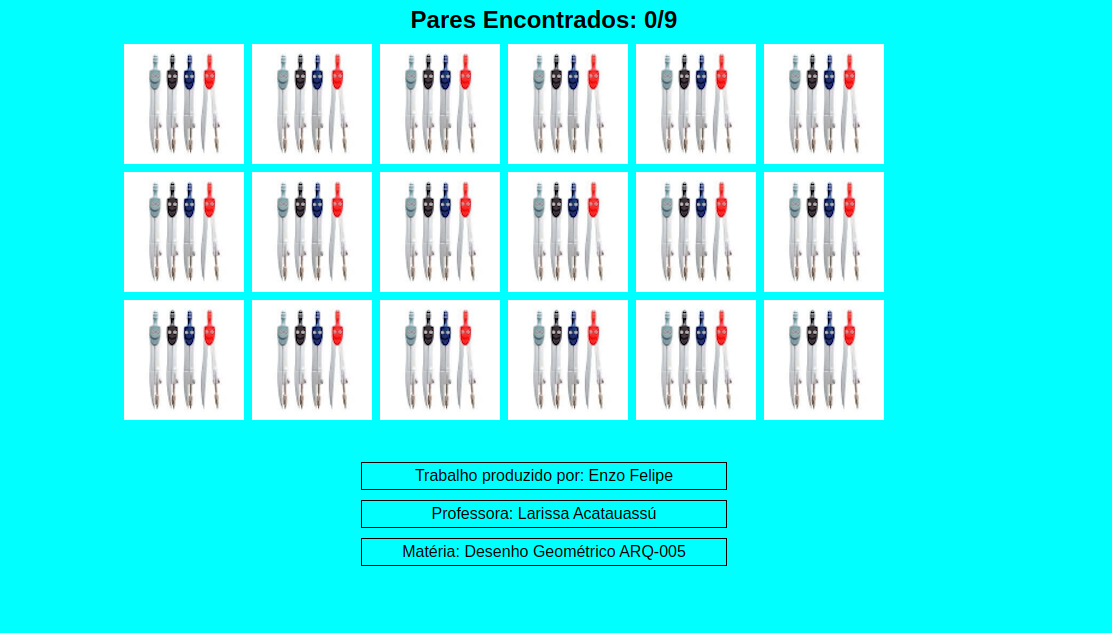 Pares Encontrados: 0/9
Trabalho produzido por: Enzo Felipe
Professora: Larissa Acatauassú
Matéria: Desenho Geométrico ARQ-005